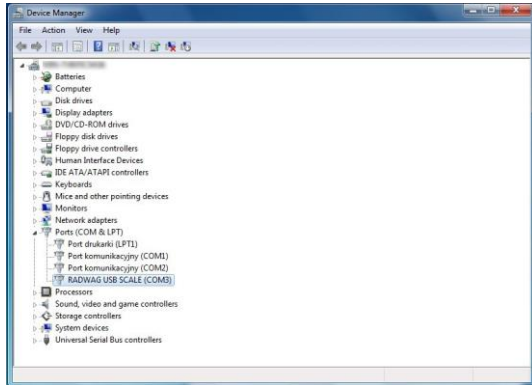 Device Manager
File Action View Help
Batteries
Computer
Disk drives
Display adapters
DVD/CD-ROM drives
Floppy disk drives
Floppy drive controllers
Human Interface Devices
IDE ATA/ATAPI controllers
Keyboards
Mice and other pointing devices
Monitors
Network adapters
Ports (COM & LPT)
Port drukarki (LPT1)
Port komunikacyjny (COM1)
Port komunikacyjny (COM2)
RADWAG USB SCALE (COM3)
Processors
Sound, video and game controllers
Storage controllers
System devices
Universal Serial Bus controllers